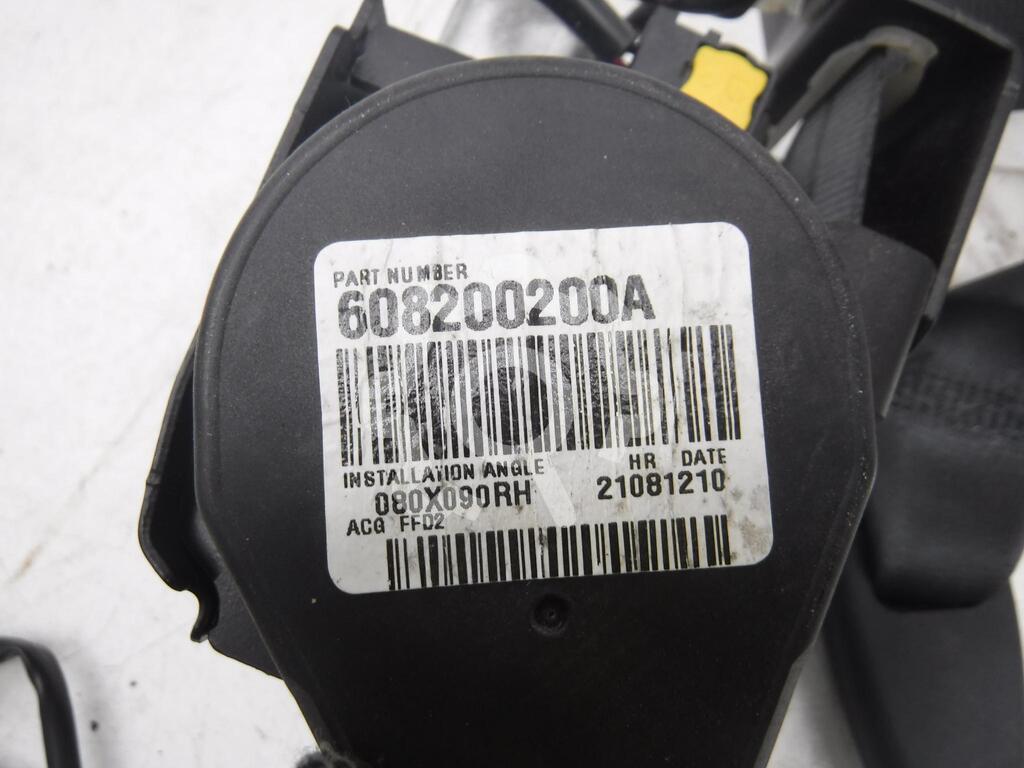 PART NUMBER
608200200A
INSTALLATION ANGLE HR DATE
080X090RH 21081210
ACG FFD2